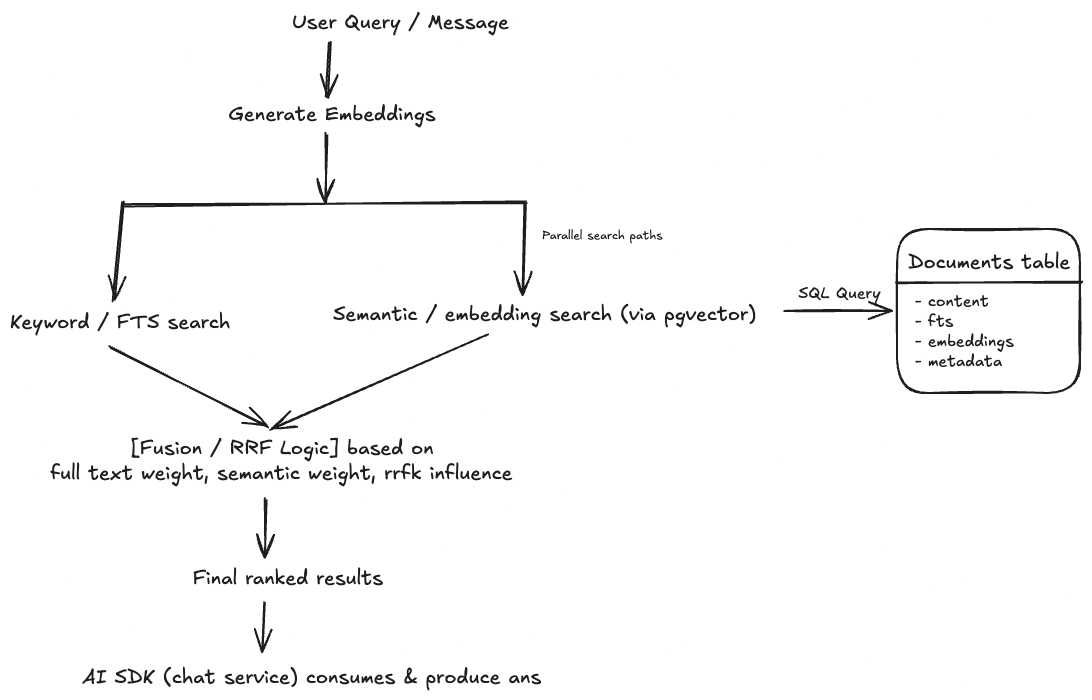 User Query / Message
Generate Embeddings
Parallel search paths
Keyword / FTS search
Semantic / embedding search (via pgvector)
SQL Query
Documents table
- content
- fts
- embeddings
- metadata
[Fusion / RRF Logic] based on
full text weight, semantic weight, rrfk influence
Final ranked results
AI SDK (chat service) consumes & produce ans